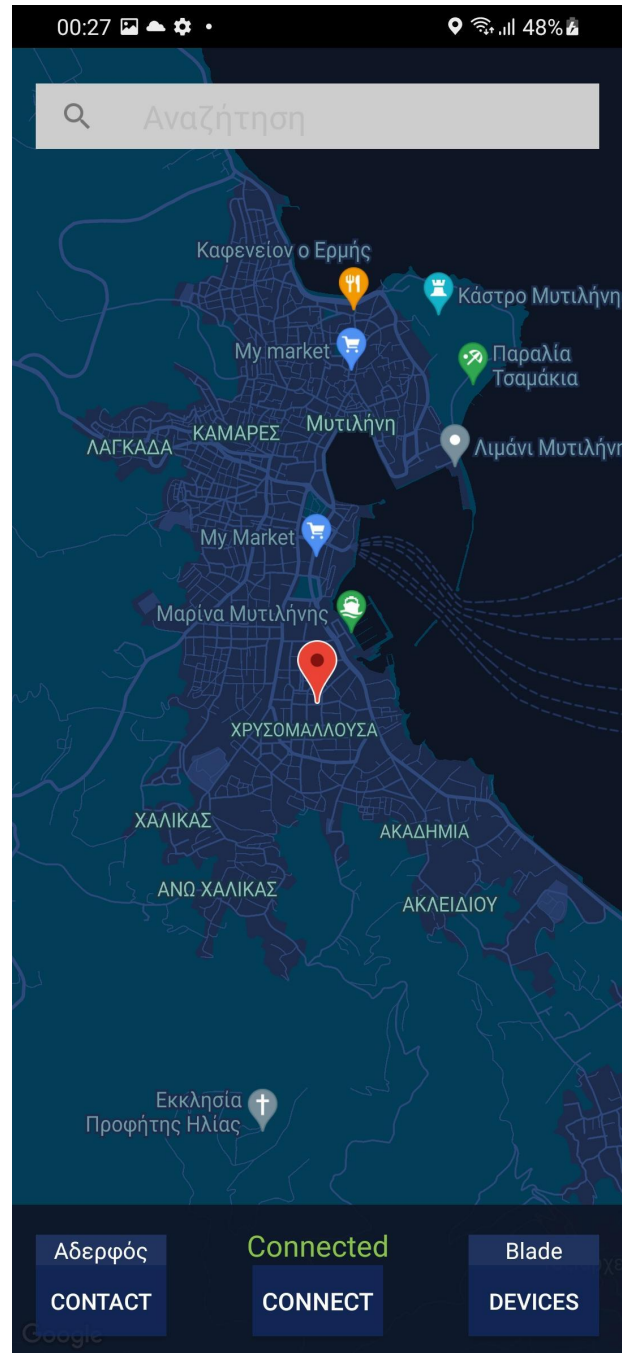 00:27
48%
Αναζήτηση
Καφενείον ο Ερμής
Κάστρο Μυτιλήνη
My market
Παραλία
Τσαμάκια
Μυτιλήνη
ΚΑΜΑΡΕΣ
ΛΑΓΚΑΔΑ
Λιμάνι Μυτιλήνη
My Market
Μαρίνα Μυτιλήνης
ΧΡΥΣΟΜΑΛΛΟΥΣΑ
ΧΑΛΙΚΑΣ
ΑΚΑΔΗΜΙΑ
ΑΝΩ ΧΑΛΙΚΑΣ
ΑΚΛΕΙΔΙΟΥ
Εκκλησία
Προφήτης Ηλίας
Αδερφός
Connected
Blade
CONTACT
CONNECT
DEVICES
Google